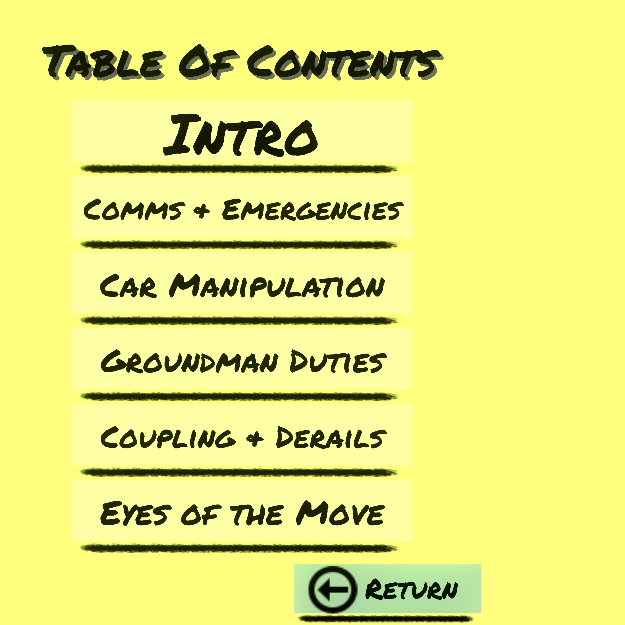 Table Of Contents
Intro
Comms & Emergencies
Car Manipulation
Groundman Duties
Coupling & Derails
Eyes of the Move
Return